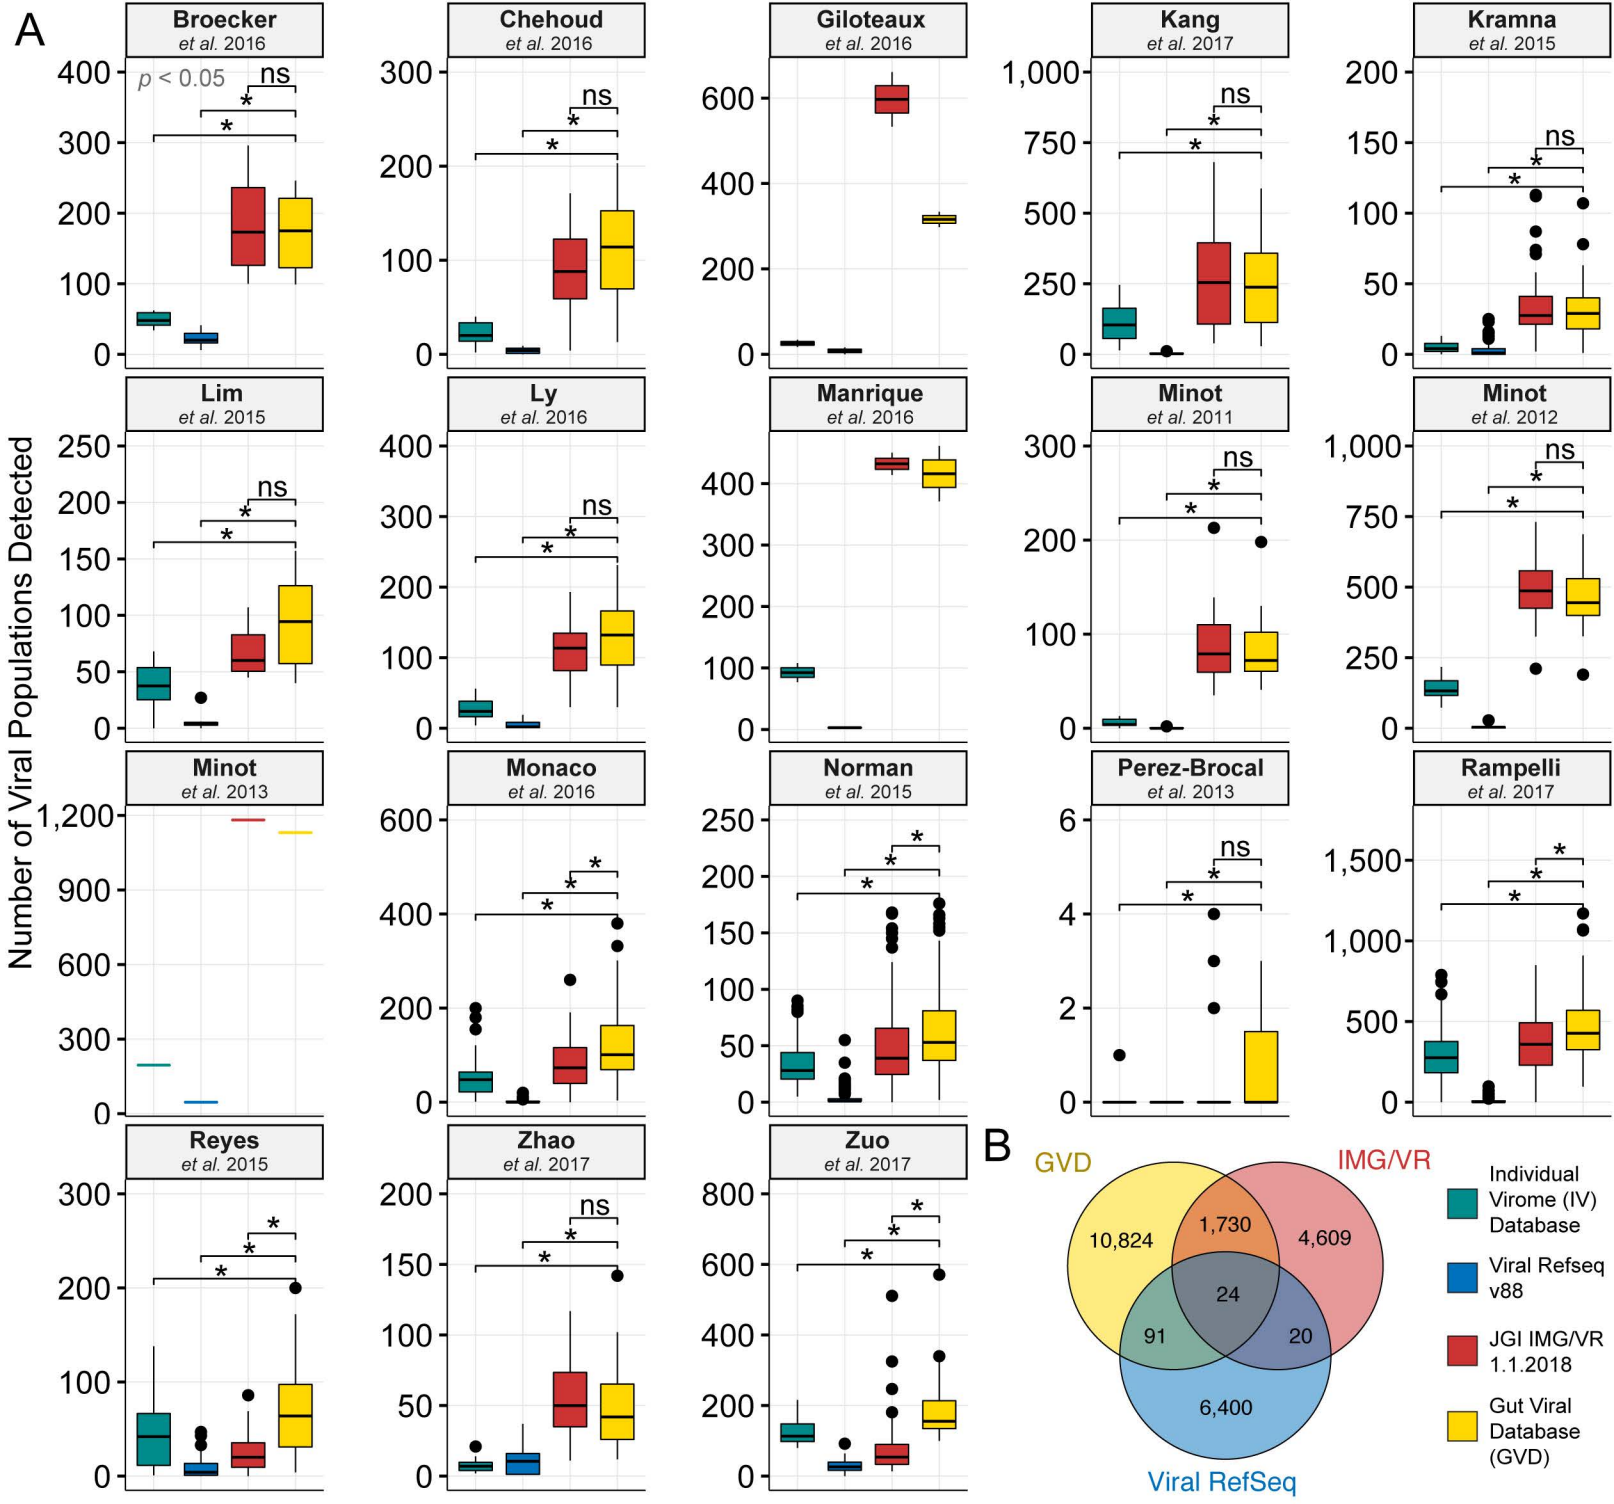 A
Broecker
et al. 2016
400
300
200
100
0
p < 0.05
ns
*
*
Chehoud
et al. 2016
300
200
100
0
ns
*
*
Giloteaux
et al. 2016
600
400
200
0
Kang
et al. 2017
1,000
750
500
250
0
ns
*
*
Kramna
et al. 2015
200
150
100
50
0
ns
*
*
Number of Viral Populations Detected
Lim
et al. 2015
250
200
150
100
50
0
ns
*
*
Ly
et al. 2016
400
300
200
100
0
ns
*
*
Manrique
et al. 2016
400
300
200
100
0
Minot
et al. 2011
300
200
100
0
ns
*
*
Minot
et al. 2012
1,000
750
500
250
0
ns
*
*
Minot
et al. 2013
1,200
900
600
300
0
Monaco
et al. 2016
600
400
200
0
*
*
*
Norman
et al. 2015
250
200
150
100
50
0
*
*
*
Perez-Brocal
et al. 2013
6
4
2
0
ns
*
*
Rampelli
et al. 2017
1,500
1,000
500
0
*
*
*
Reyes
et al. 2015
300
200
100
0
*
*
*
Zhao
et al. 2017
200
150
100
50
0
ns
*
*
Zuo
et al. 2017
800
600
400
200
0
*
*
*
B
GVD
IMG/VR
10,824
1,730
4,609
24
91
20
6,400
Viral RefSeq
Individual
Virome (IV)
Database
Viral Refseq
v88
JGI IMG/VR
1.1.2018
Gut Viral
Database
(GVD)